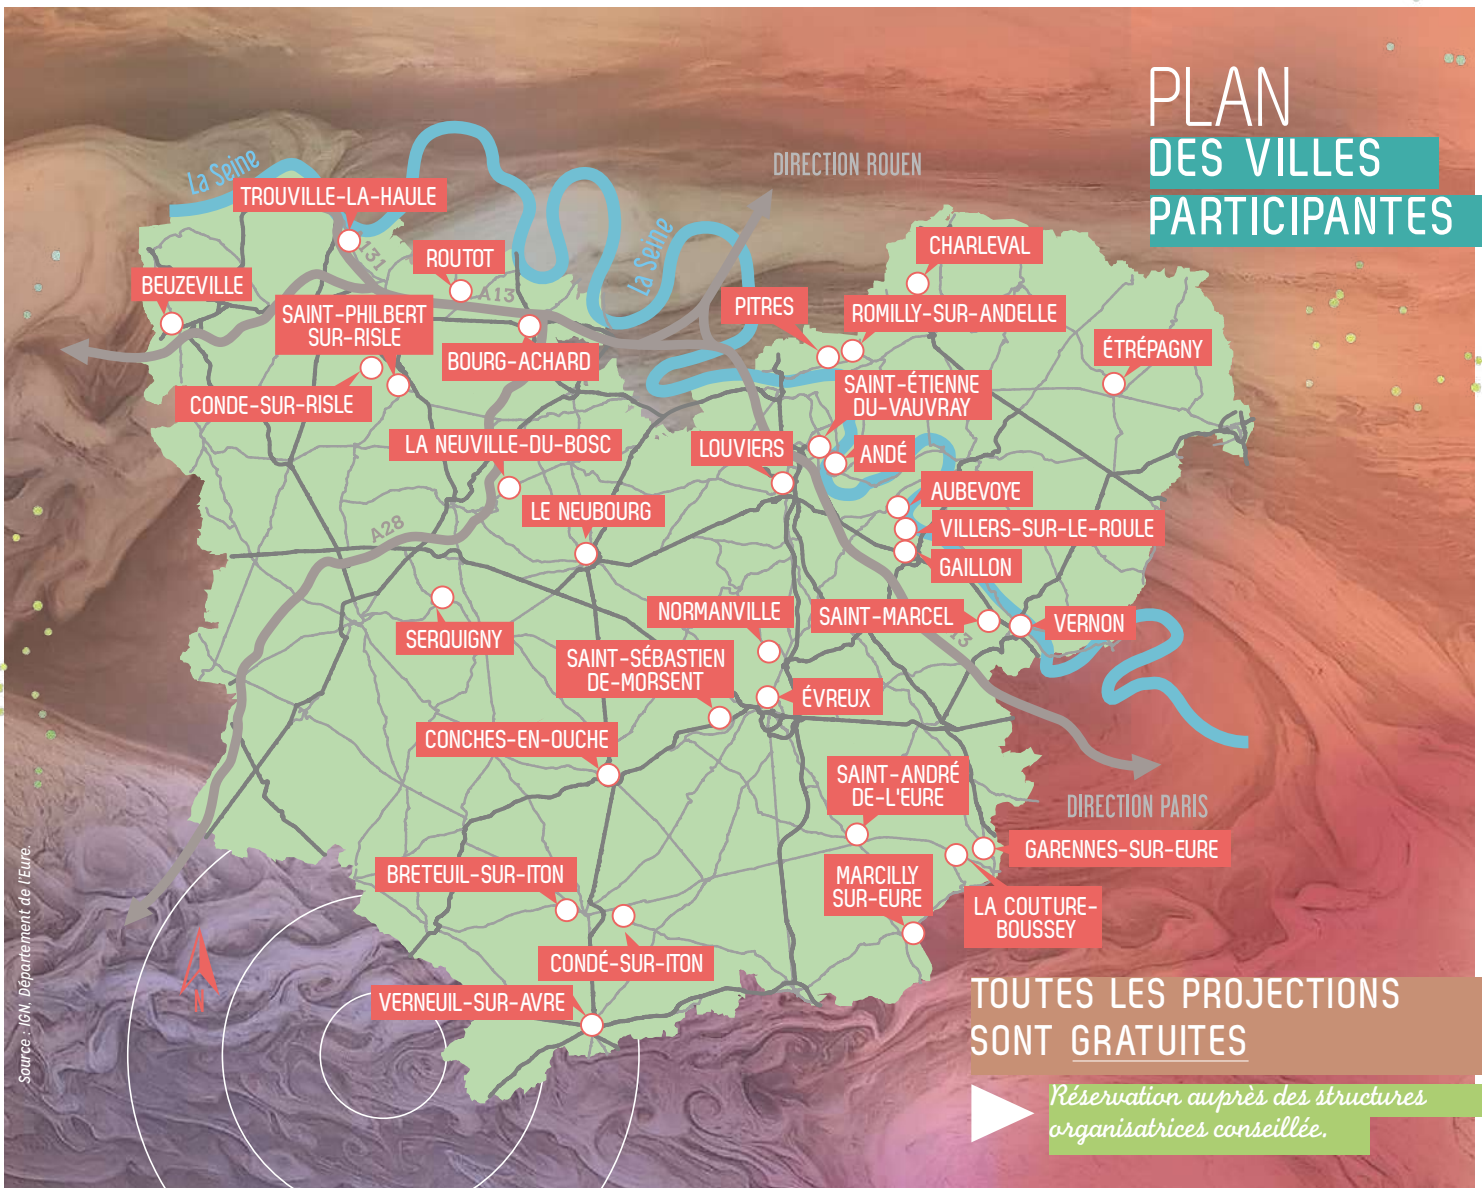 PLAN
DES VILLES
PARTICIPANTES
La Seine
DIRECTION ROUEN
TROUVILLE-LA-HAULE
131
CHARLEVAL
ROUTOT
La Seine
BEUZEVILLE
A13
SAINT-PHILBERT
SUR-RISLE
PITRES
ROMILLY-SUR-ANDELLE
BOURG-ACHARD
ÉTRÉPAGNY
CONDE-SUR-RISLE
SAINT-ÉTIENNE
DU-VAUVRAY
LA NEUVILLE-DU-BOSC
LOUVIERS
ANDÉ
AUBEVOYE
LE NEUBOURG
A28
VILLERS-SUR-LE-ROULE
GAILLON
NORMANVILLE
SAINT-MARCEL
VERNON
13
SERQUIGNY
SAINT-SÉBASTIEN
DE-MORSENT
ÉVREUX
CONCHES-EN-OUCHE
SAINT-ANDRÉ
DE-L'EURE
DIRECTION PARIS
GARENNES-SUR-EURE
BRETEUIL-SUR-ITON
MARCILLY
SUR-EURE
LA COUTURE-
BOUSSEY
CONDÉ-SUR-ITON
VERNEUIL-SUR-AVRE
N
Source : IGN, Département de l'Eure.
TOUTES LES PROJECTIONS
SONT GRATUITES
Réservation auprès des structures
organisatrices conseillée.